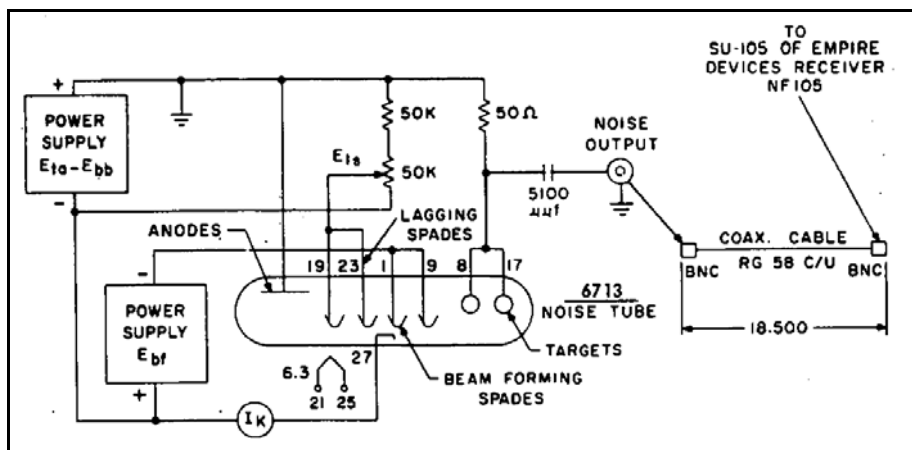 TO
SU-105 OF EMPIRE
DEVICES RECEIVER
NF105
+
POWER
SUPPLY
Eta-Ebb
-
50K
50Ω
Els
50K
NOISE
OUTPUT
5100
μμf
ANODES
LAGGING
SPADES
COAX. CABLE
BNC
RG 58 C/U
BNC
18.500
-
19 23 1 9 8 17
POWER
SUPPLY
Ebf
+
6713
NOISE TUBE
27
TARGETS
6.3
21 25
BEAM FORMING
SPADES
IK